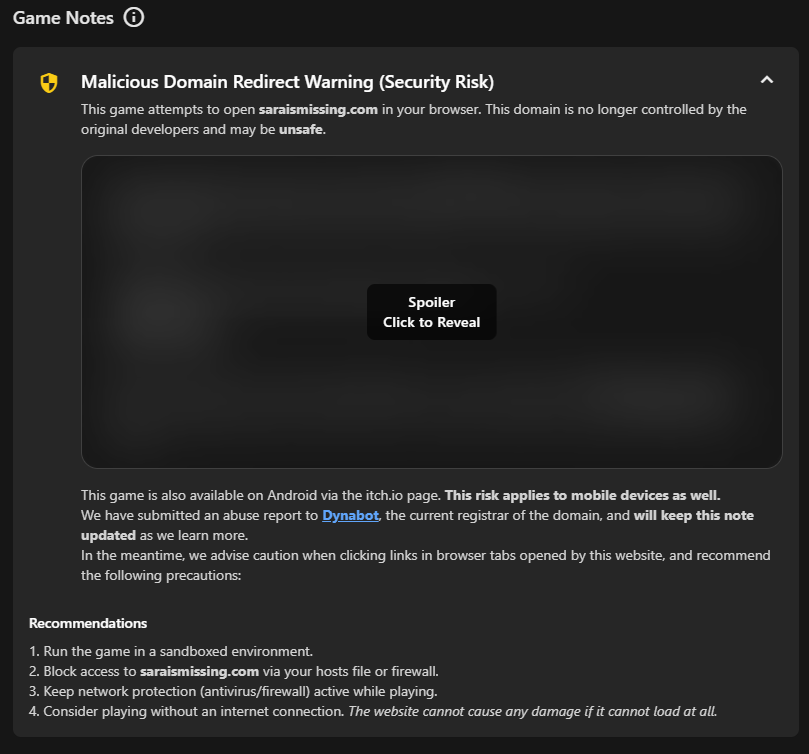 Game Notes
Malicious Domain Redirect Warning (Security Risk)
This game attempts to open saraismissing.com in your browser. This domain is no longer controlled by the
original developers and may be unsafe.
Spoiler
Click to Reveal
This game is also available on Android via the itch.io page. This risk applies to mobile devices as well.
We have submitted an abuse report to Dynabot, the current registrar of the domain, and will keep this note
updated as we learn more.
In the meantime, we advise caution when clicking links in browser tabs opened by this website, and recommend
the following precautions:
Recommendations
1. Run the game in a sandboxed environment.
2. Block access to saraismissing.com via your hosts file or firewall.
3. Keep network protection (antivirus/firewall) active while playing.
4. Consider playing without an internet connection. The website cannot cause any damage if it cannot load at all.